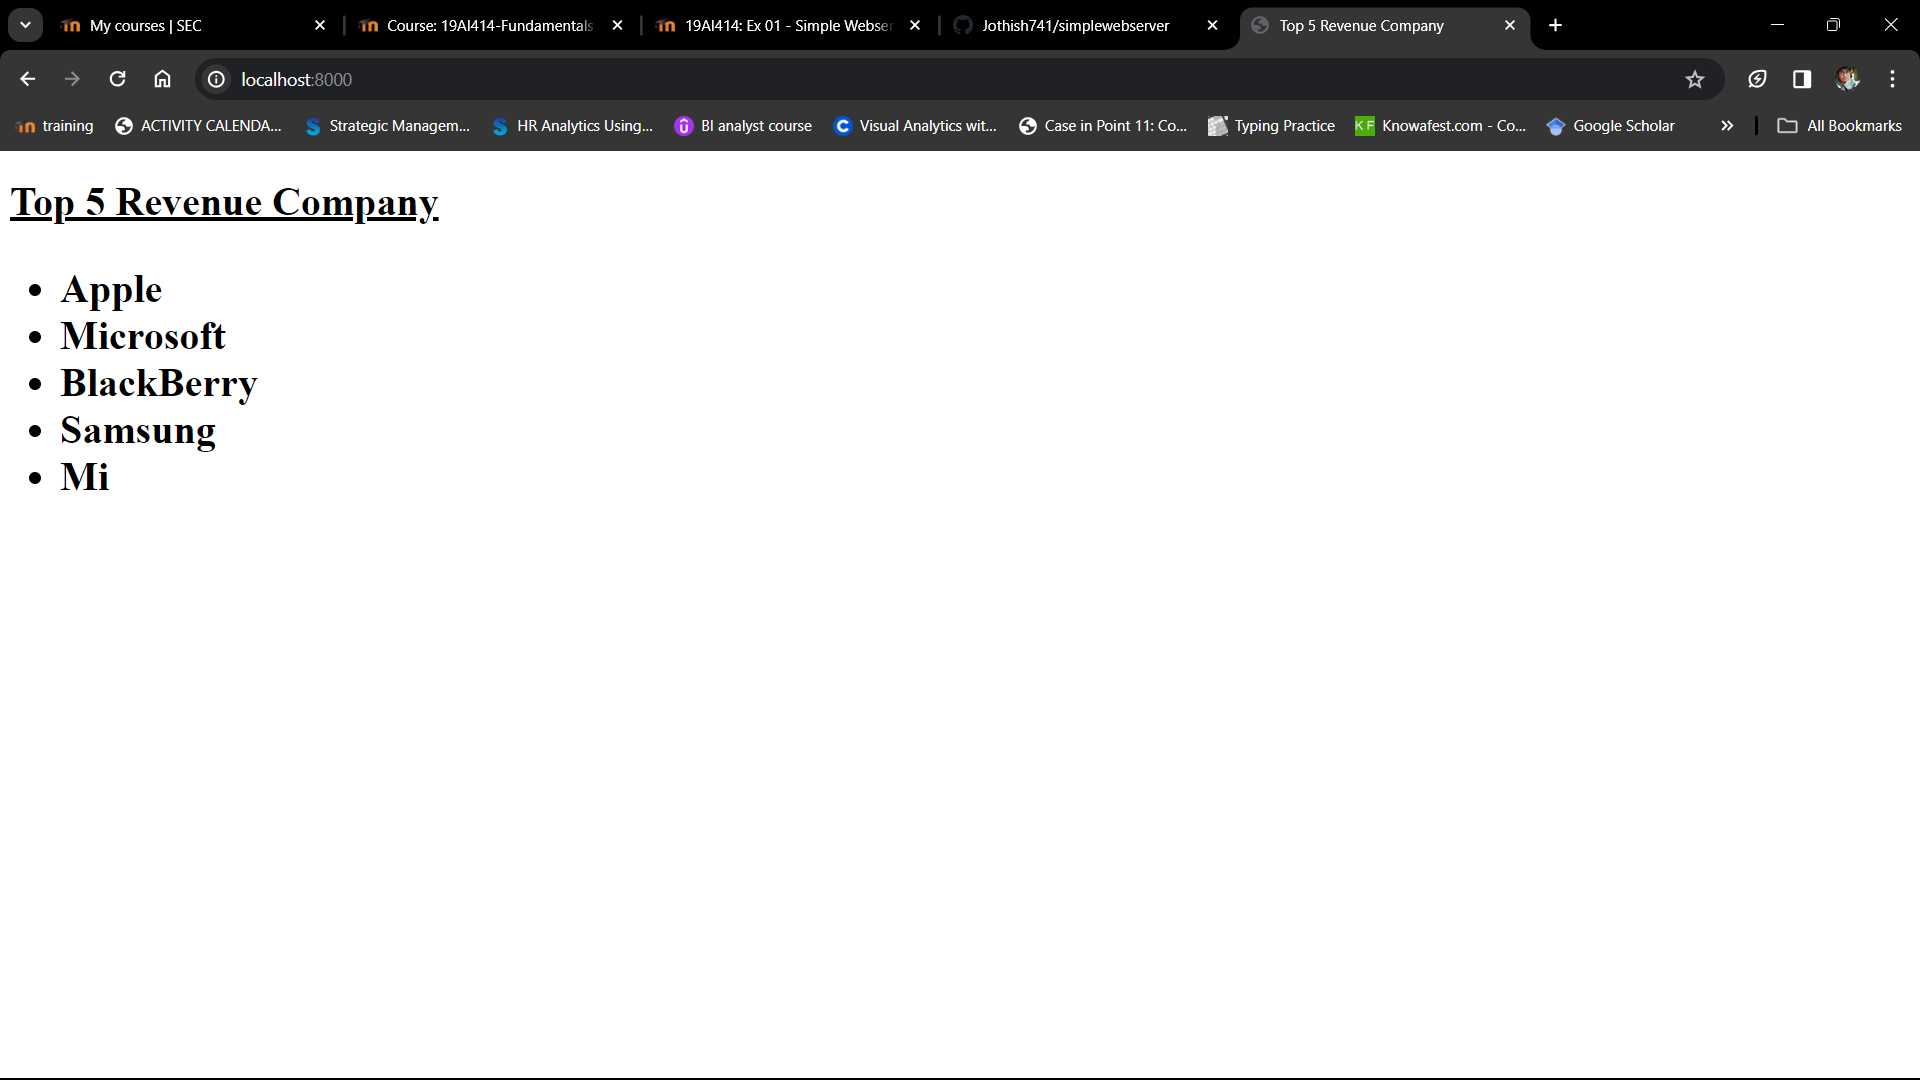 My courses | SEC
Course: 19AI414-Fundamentals
19AI414: Ex 01 - Simple Webser
Jothish741/simplewebserver
Top 5 Revenue Company
localhost:8000
training
ACTIVITY CALENDA...
Strategic Managem...
HR Analytics Using...
BI analyst course
Visual Analytics wit...
Case in Point 11: Co...
Typing Practice
KF Knowafest.com - Co...
Google Scholar
All Bookmarks
Top 5 Revenue Company
Apple
Microsoft
BlackBerry
Samsung
Mi